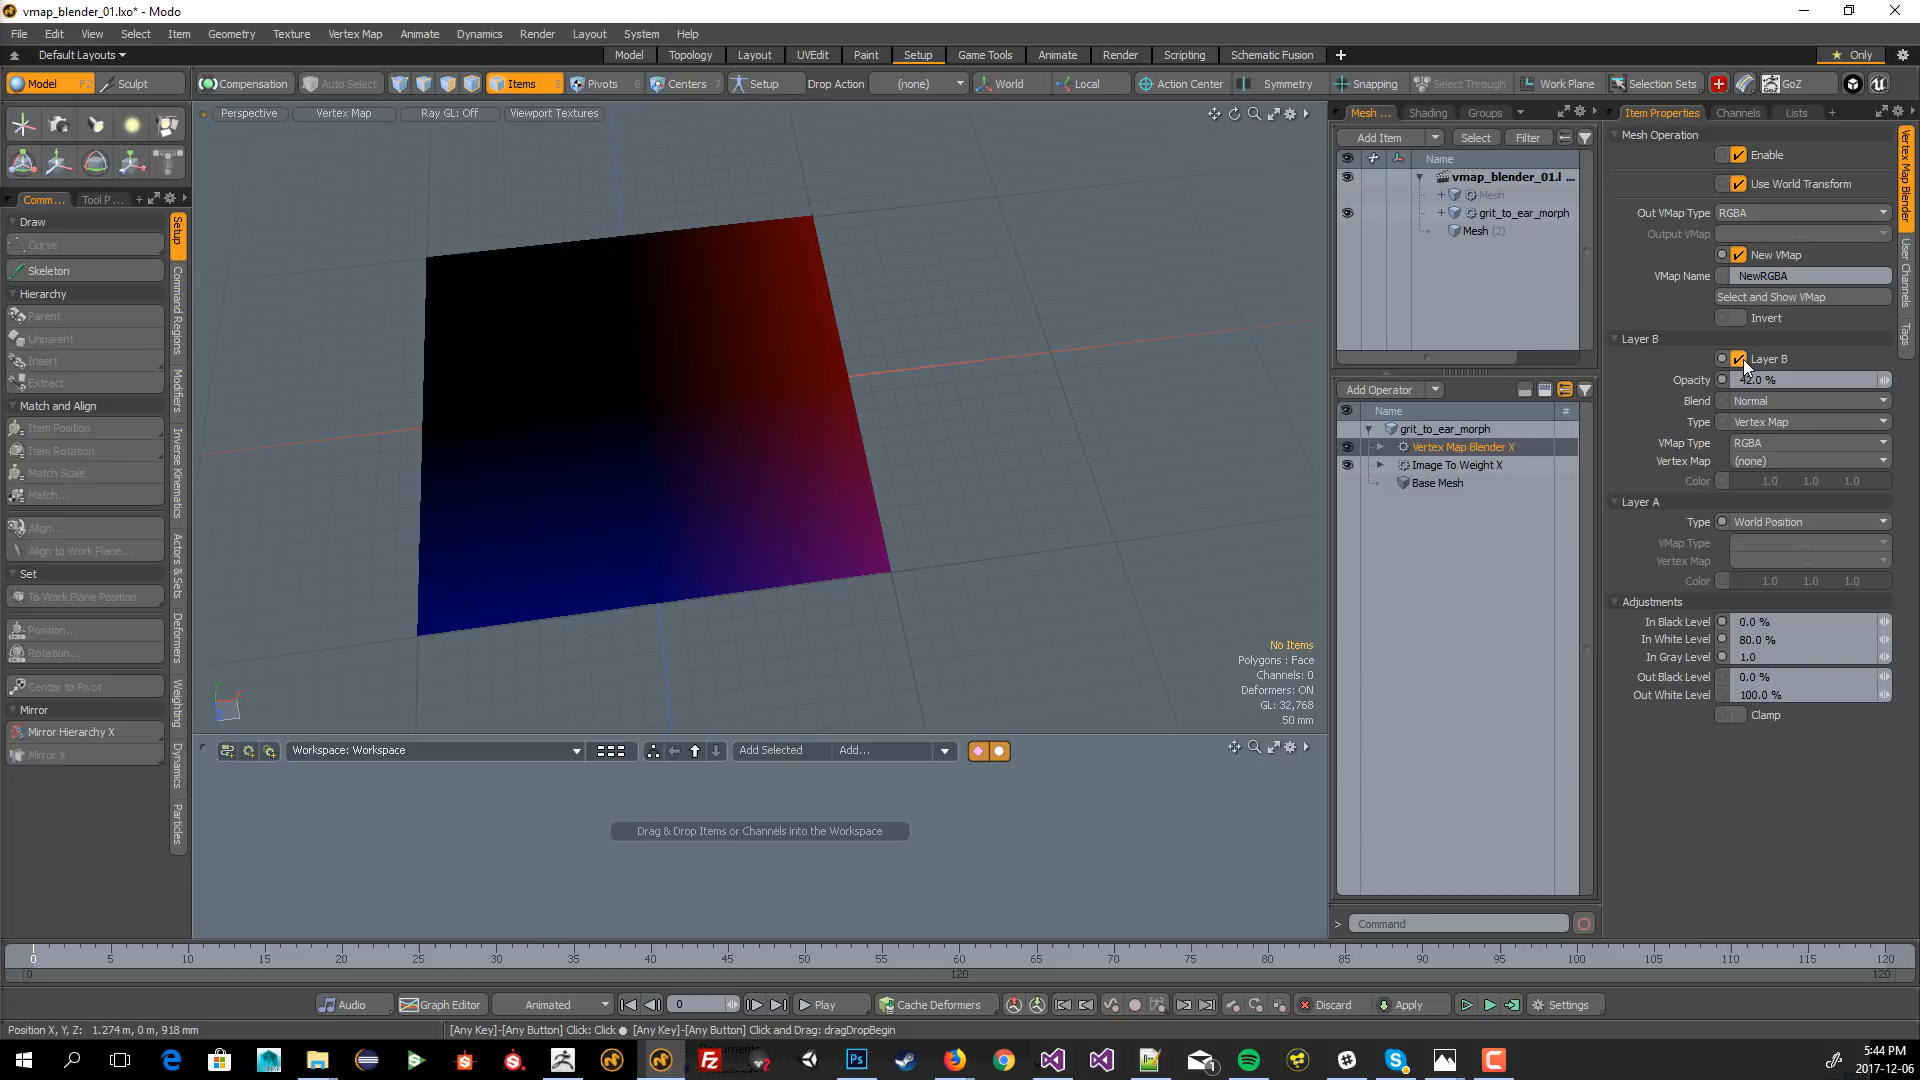 vmap_blender_01.lxo* - Modo
File Edit View Select Item Geometry Texture Vertex Map Animate Dynamics Render Layout System Help
Default Layouts Model Topology Layout UVEdit Paint Setup Game Tools Animate Render Scripting Schematic Fusion Only
Model F2 Sculpt Compensation Auto Select Items 5 Pivots 6 Centers 7 Setup Drop Action (none) World Local Action Center Symmetry Snapping Select Through Work Plane Selection Sets GoZ
Perspective Vertex Map Ray GL: Off Viewport Textures
Comm... Tool P...
Draw
Curve
Skeleton
Hierarchy
Parent
Unparent
Insert
Extract
Match and Align
Item Position
Item Rotation
Match Scale
Match...
Align...
Align to Work Plane...
Set
To Work Plane Position
Position...
Rotation...
Center to Pivot
Mirror
Mirror Hierarchy X
Mirror X
Setup
Command Regions
Modifiers
Inverse Kinematics
Actors & Sets
Deformers
Weighting
Dynamics
Particles
No Items
Polygons : Face
Channels: 0
Deformers: ON
GL: 32,768
50 mm
Workspace: Workspace Add Selected Add...
Drag & Drop Items or Channels into the Workspace
Mesh ... Shading Groups
Add Item Select Filter
Name
vmap_blender_01.l ...
Mesh
grit_to_ear_morph
Mesh (2)
Add Operator
Name #
grit_to_ear_morph
Vertex Map Blender X
Image To Weight X
Base Mesh
> Command
Item Properties Channels Lists
Mesh Operation
Enable
Use World Transform
Out VMap Type RGBA
Output VMap ...
New VMap
VMap Name NewRGBA
Select and Show VMap
Invert
Layer B
Layer B
Opacity 42.0 %
Blend Normal
Type Vertex Map
VMap Type RGBA
Vertex Map (none)
Color 1.0 1.0 1.0
Layer A
Type World Position
VMap Type ...
Vertex Map
Color 1.0 1.0 1.0
Adjustments
In Black Level 0.0 %
In White Level 80.0 %
In Gray Level 1.0
Out Black Level 0.0 %
Out White Level 100.0 %
Clamp
Vertex Map Blender
User Channels
Tags
0 5 10 15 20 25 30 35 40 45 50 55 60 65 70 75 80 85 90 95 100 105 110 115 120
0 120 120
Audio Graph Editor Animated 0 Play Cache Deformers Discard Apply Settings
Position X, Y, Z: 1.274 m, 0 m, 918 mm [Any Key]-[Any Button] Click: Click [Any Key]-[Any Button] Click and Drag: dragDropBegin
5:44 PM
2017-12-06